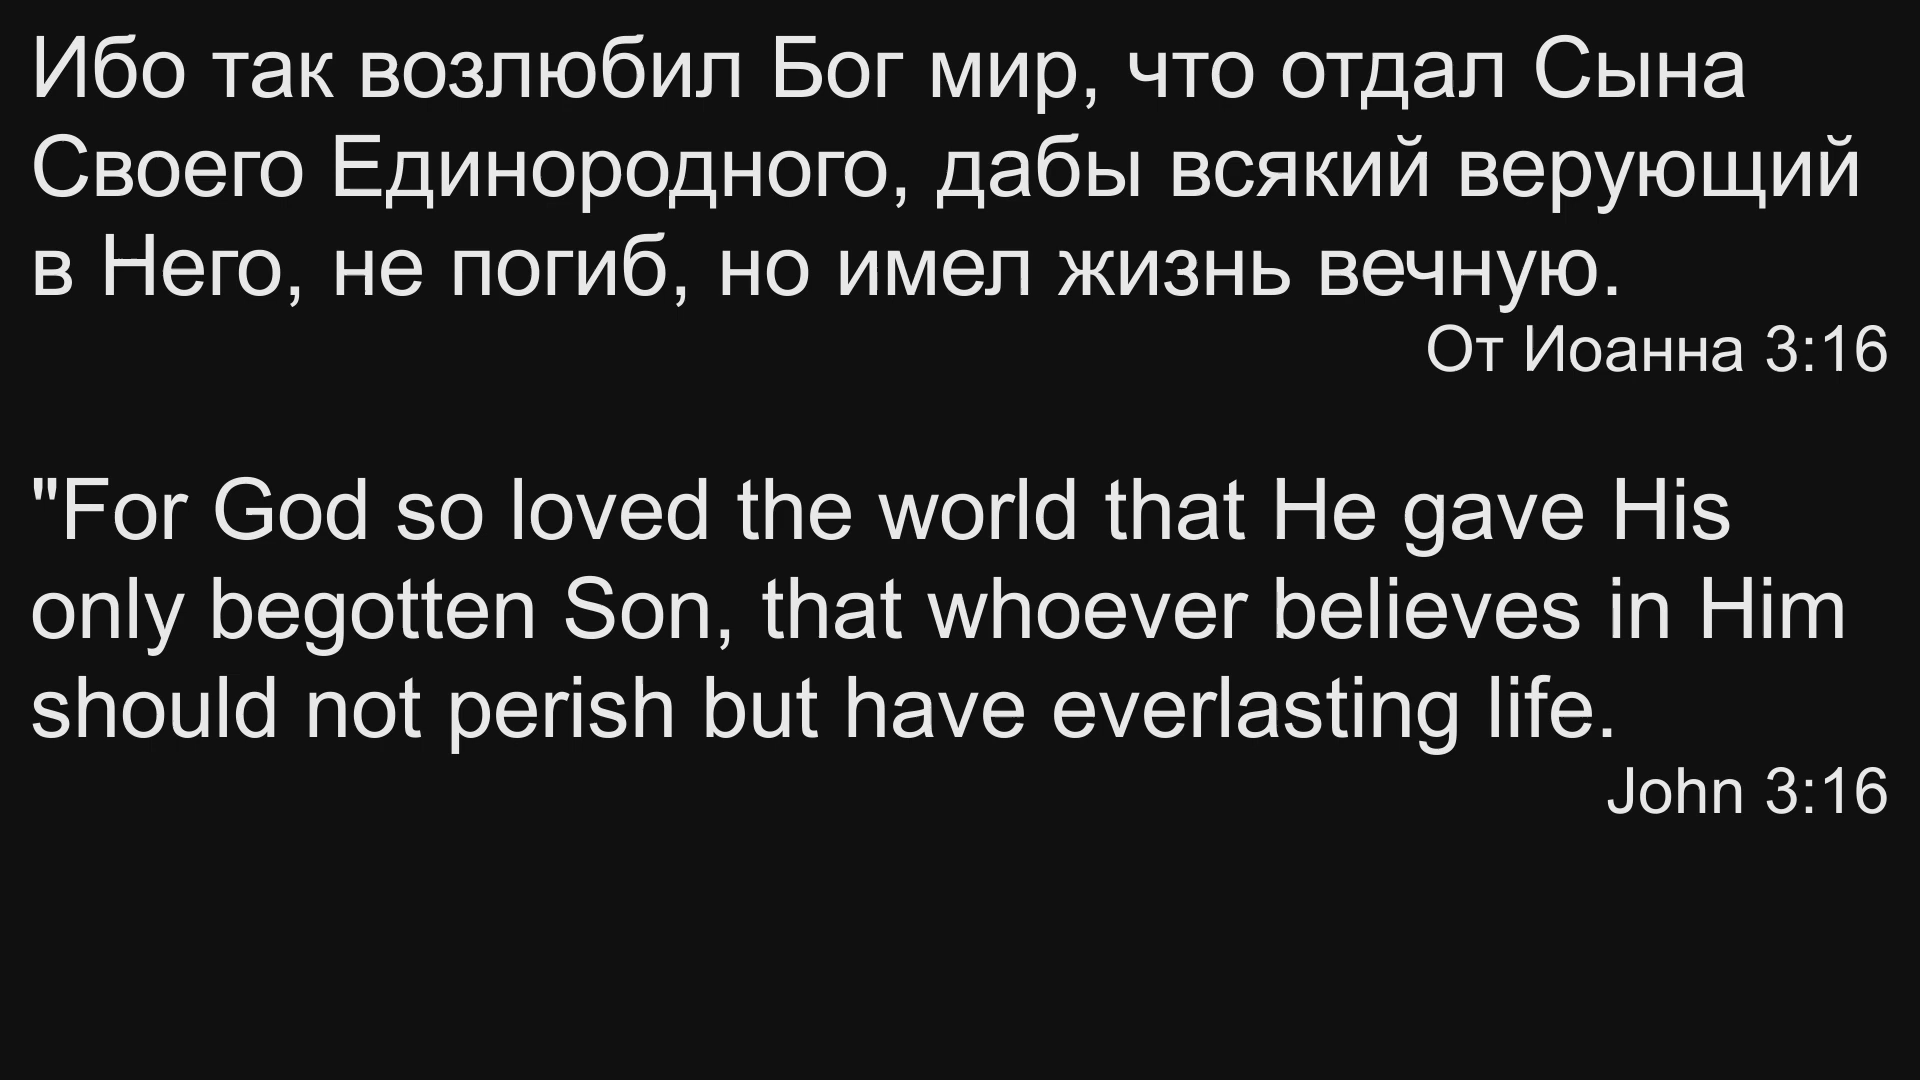 Ибо так возлюбил Бог мир, что отдал Сына
Своего Единородного, дабы всякий верующий
в Него, не погиб, но имел жизнь вечную.
От Иоанна 3:16
"For God so loved the world that He gave His
only begotten Son, that whoever believes in Him
should not perish but have everlasting life.
John 3:16